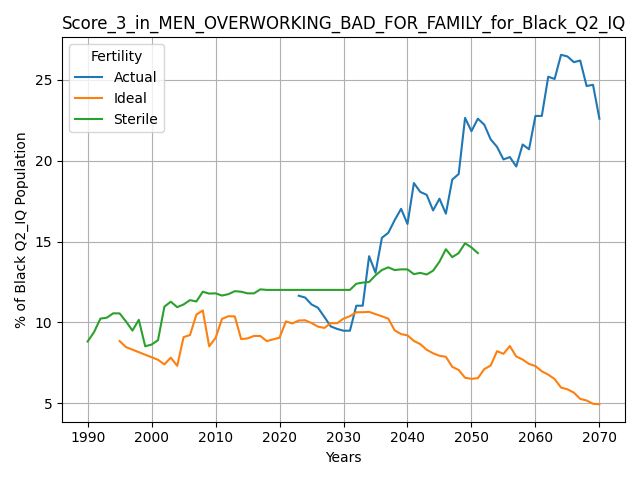 Score_3_in_MEN_OVERWORKING_BAD_FOR_FAMILY_for_Black_Q2_IQ
Fertility
Actual
Ideal
Sterile
% of Black Q2_IQ Population
25
20
15
10
5
1990 2000 2010 2020 2030 2040 2050 2060 2070
Years